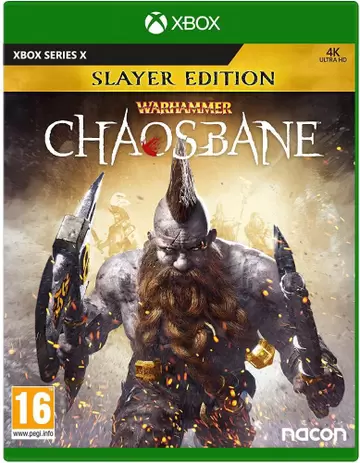 XBOX
XBOX SERIES X
4K
ULTRA HD
SLAYER EDITION
WARHAMMER
CHAOSBANE
16
www.pegi.info
nacon